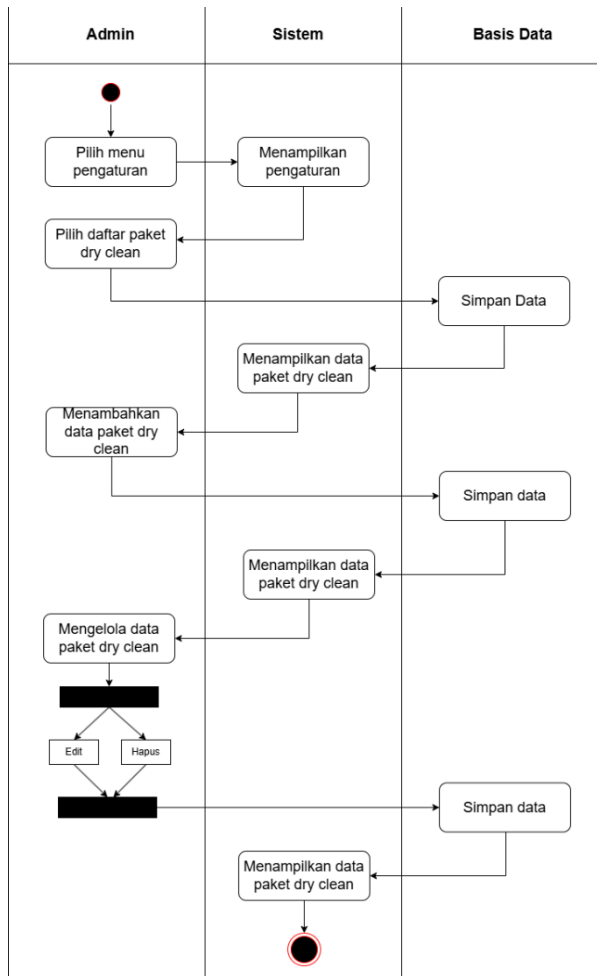 Admin
Sistem
Basis Data
Pilih menu
pengaturan
Menampilkan
pengaturan
Pilih daftar paket
dry clean
Simpan Data
Menampilkan data
paket dry clean
Menambahkan
data paket dry
clean
Simpan data
Menampilkan data
paket dry clean
Mengelola data
paket dry clean
Edit
Hapus
Simpan data
Menampilkan data
paket dry clean